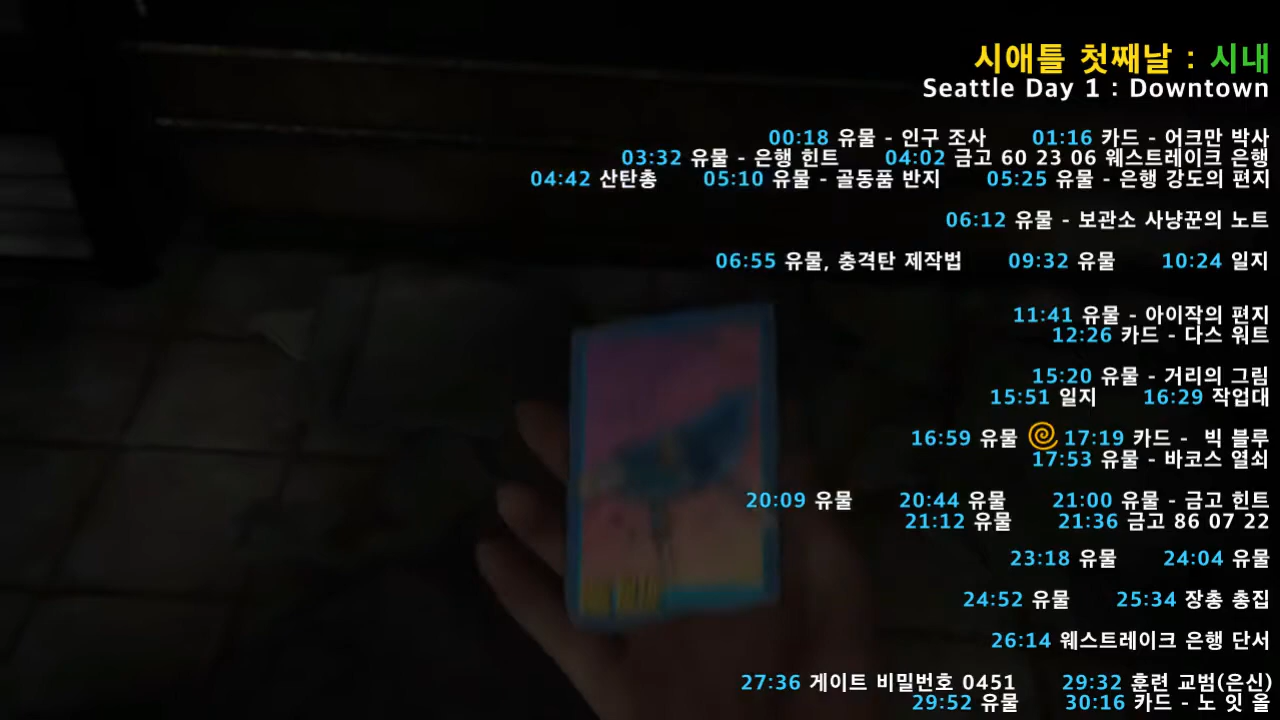 시애틀 첫째날 : 시내
Seattle Day 1 : Downtown
00:18 유물 - 인구 조사 01:16 카드 - 어크만 박사
03:32 유물 - 은행 힌트 04:02 금고 60 23 06 웨스트레이크 은행
04:42 산탄총 05:10 유물 - 골동품 반지 05:25 유물 - 은행 강도의 편지
06:12 유물 - 보관소 사냥꾼의 노트
06:55 유물, 충격탄 제작법 09:32 유물 10:24 일지
11:41 유물 - 아이작의 편지
12:26 카드 - 다스 워트
15:20 유물 - 거리의 그림
15:51 일지 16:29 작업대
16:59 유물 17:19 카드 - 빅 블루
17:53 유물 - 바코스 열쇠
20:09 유물 20:44 유물 21:00 유물 - 금고 힌트
21:12 유물 21:36 금고 86 07 22
23:18 유물 24:04 유물
24:52 유물 25:34 장총 총집
26:14 웨스트레이크 은행 단서
27:36 게이트 비밀번호 0451 29:32 훈련 교범(은신)
29:52 유물 30:16 카드 - 노 잇 올